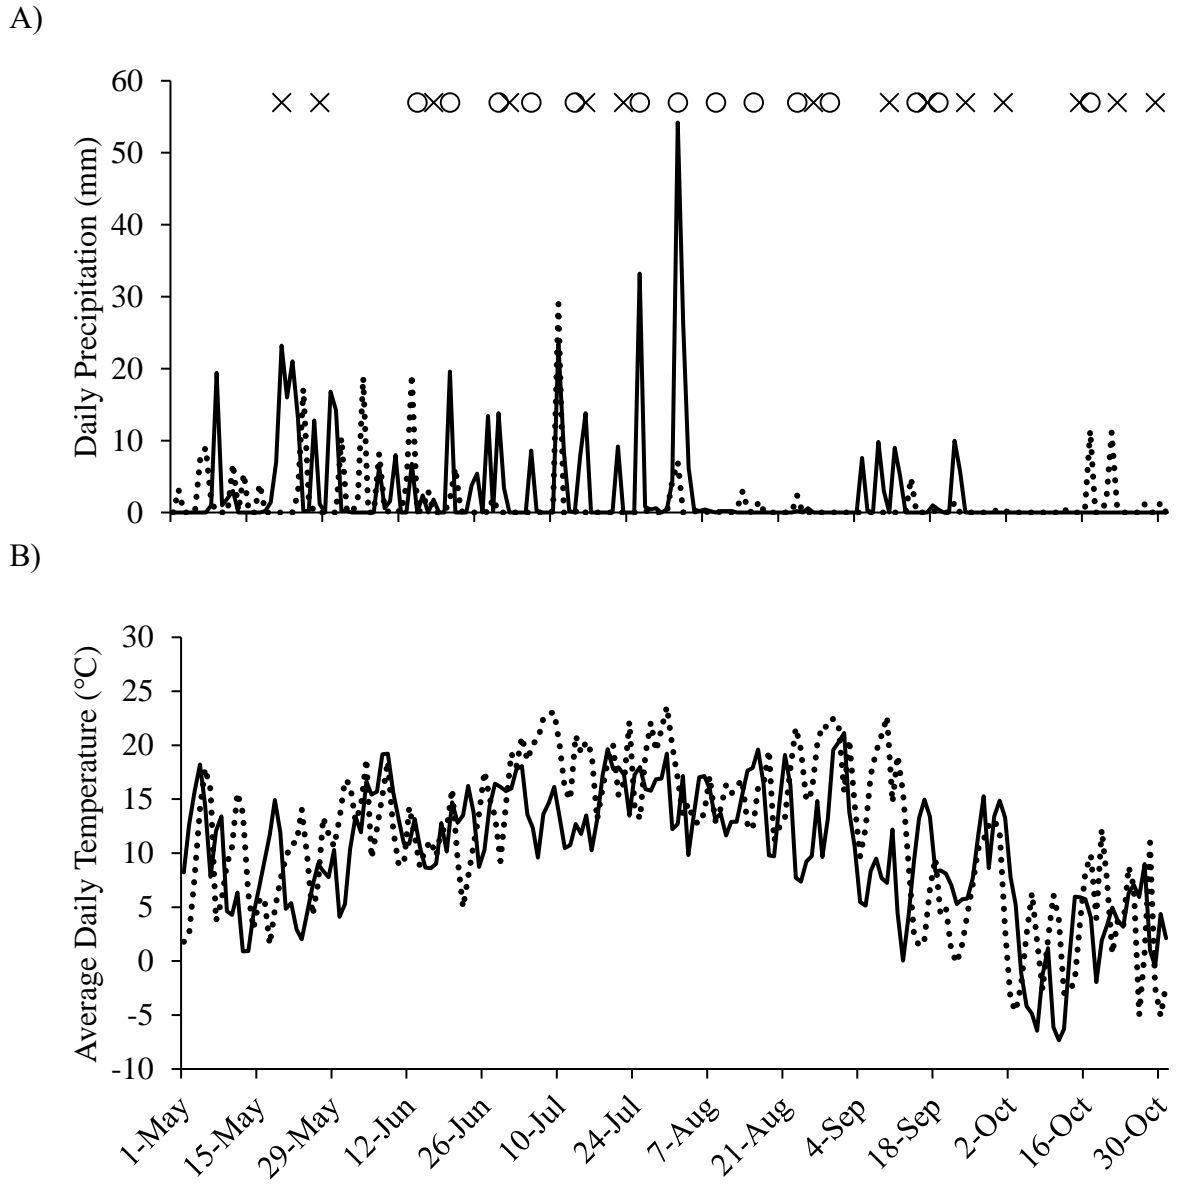 A)
60
50
40
30
20
10
0
Daily Precipitation (mm)
B)
30
25
20
15
10
5
0
-5
-10
Average Daily Temperature (°C)
1-May
15-May
29-May
12-Jun
26-Jun
10-Jul
24-Jul
7-Aug
21-Aug
4-Sep
18-Sep
2-Oct
16-Oct
30-Oct